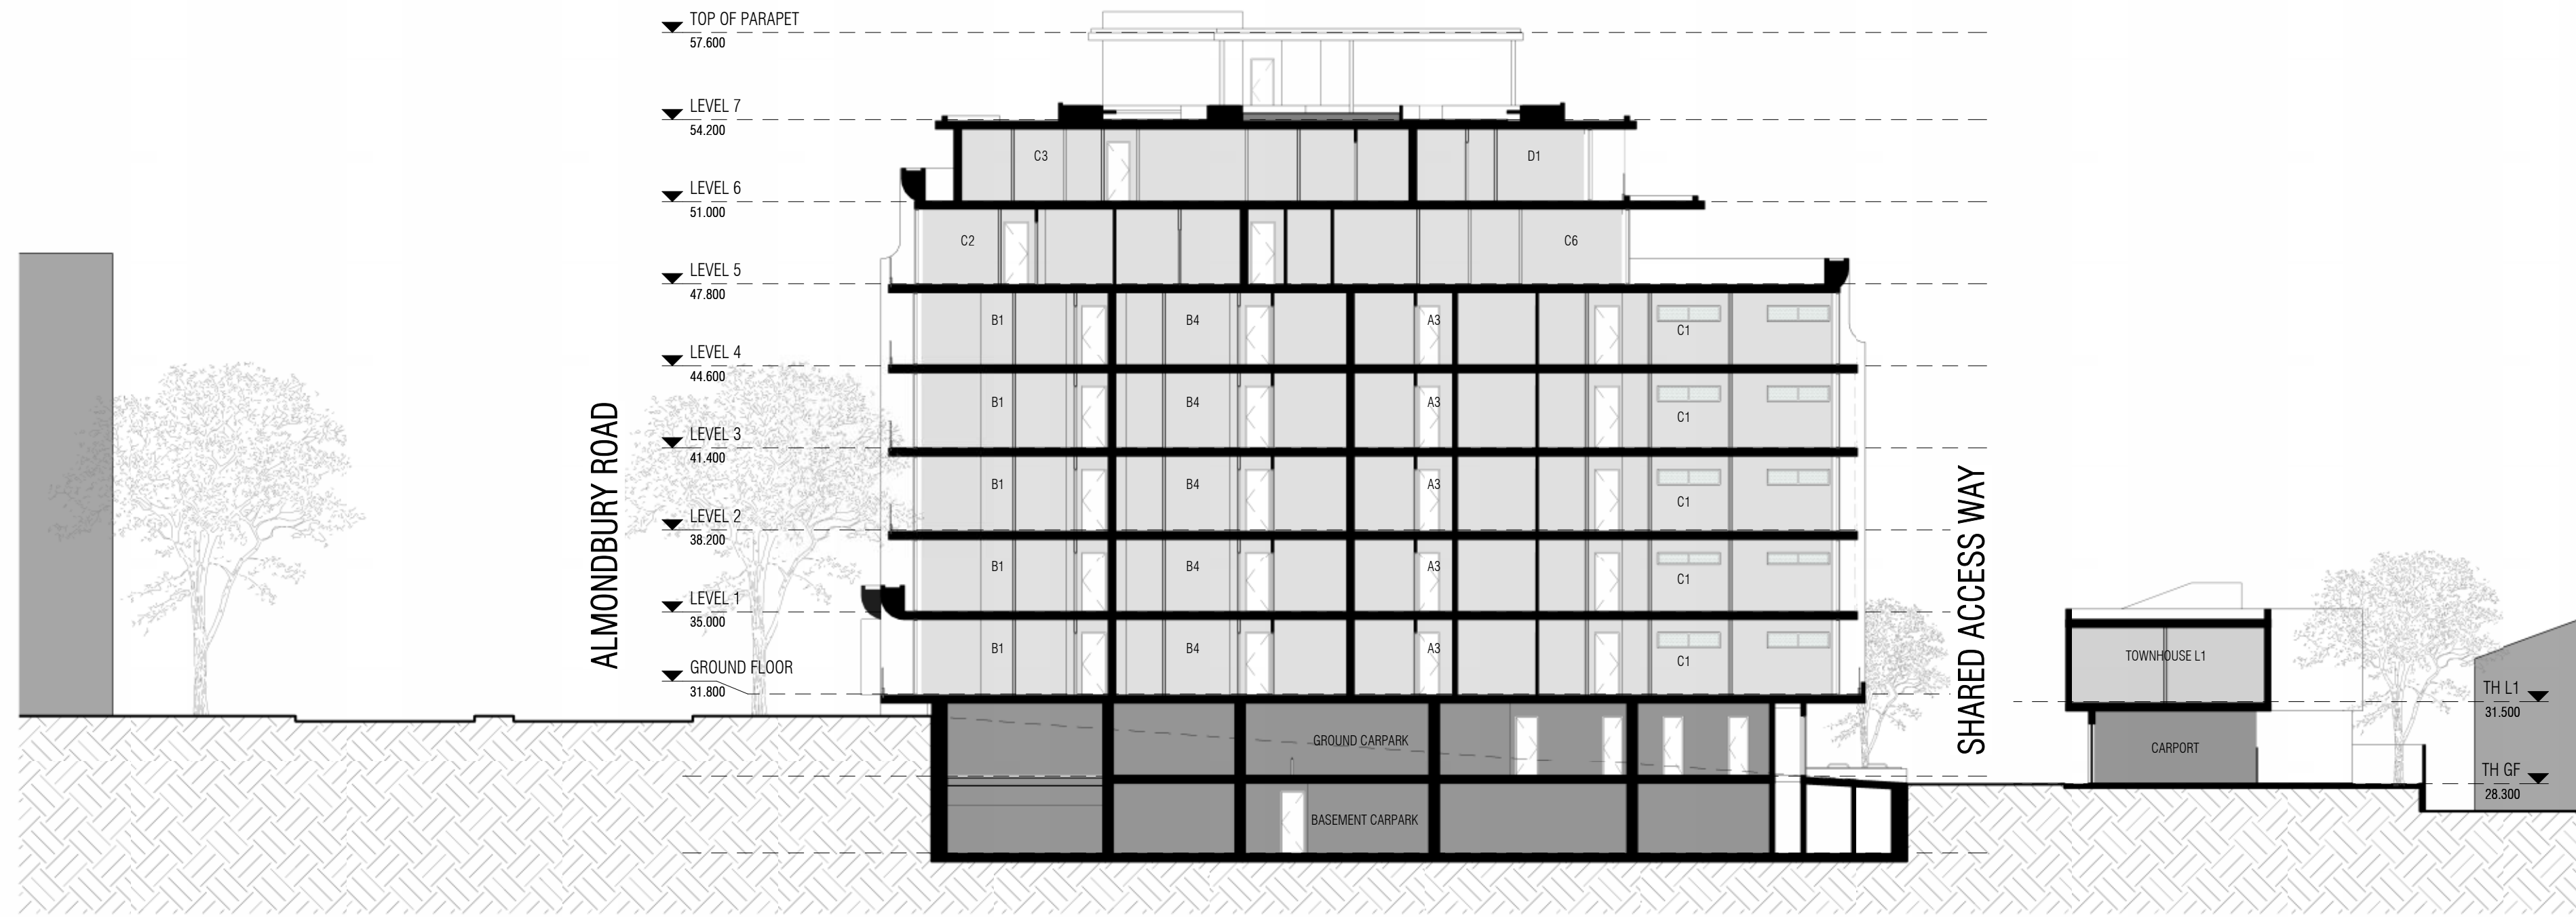 TOP OF PARAPET
57.600
LEVEL 7
54.200
C3
D1
LEVEL 6
51.000
C2
C6
LEVEL 5
47.800
B1
B4
A3
C1
LEVEL 4
44.600
B1
B4
A3
C1
LEVEL 3
41.400
B1
B4
A3
C1
LEVEL 2
38.200
B1
B4
A3
C1
LEVEL 1
35.000
B1
B4
A3
C1
GROUND FLOOR
31.800
ALMONDBURY ROAD
SHARED ACCESS WAY
GROUND CARPARK
BASEMENT CARPARK
TOWNHOUSE L1
CARPORT
TH L1
31.500
TH GF
28.300